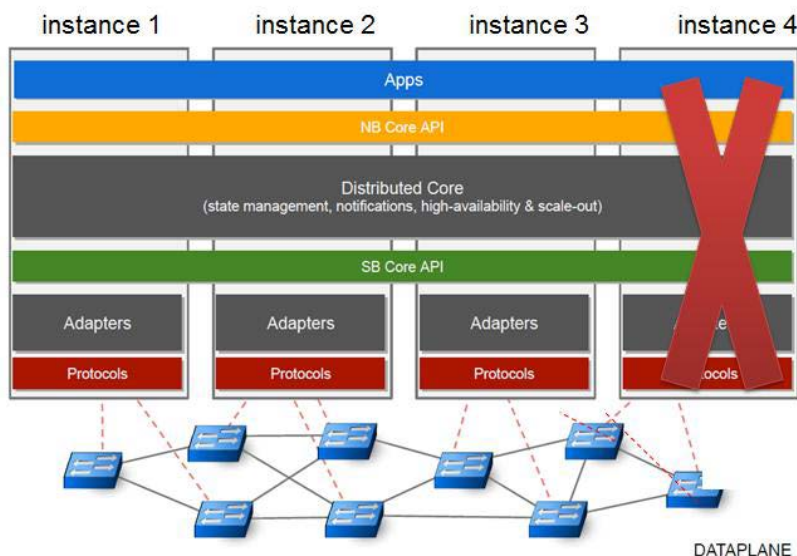 instance 1 instance 2 instance 3 instance 4
Apps
NB Core API
Distributed Core
(state management, notifications, high-availability & scale-out)
SB Core API
Adapters Adapters Adapters
Protocols Protocols Protocols
DATAPLANE